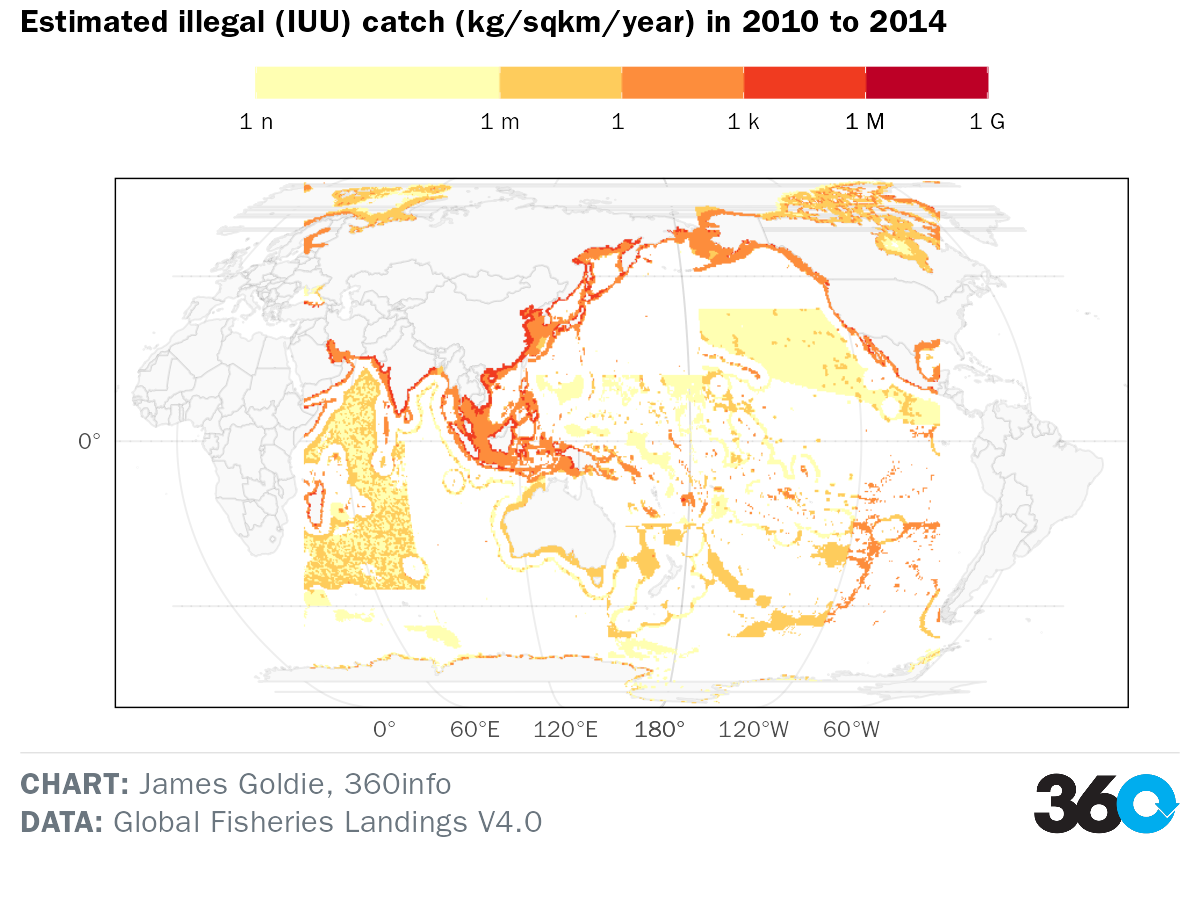 Estimated illegal (IUU) catch (kg/sqkm/year) in 2010 to 2014
1 n 1 m 1 1 k 1 M 1 G
0°
0° 60°E 120°E 180° 120°W 60°W
CHART: James Goldie, 360info
DATA: Global Fisheries Landings V4.0
360